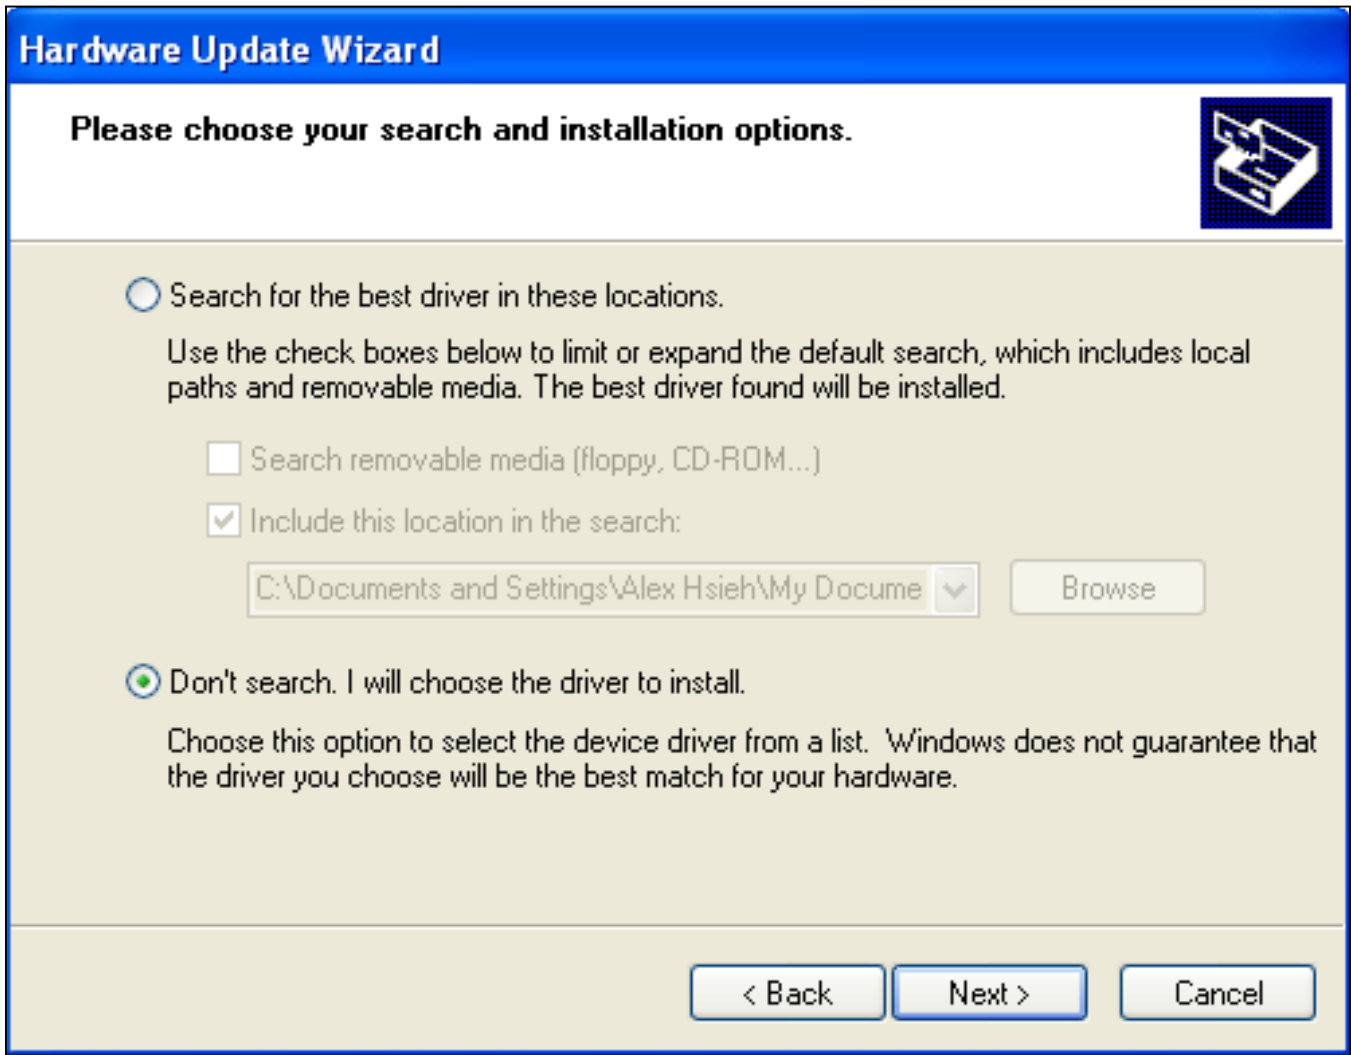 Hardware Update Wizard
Please choose your search and installation options.
Search for the best driver in these locations.
Use the check boxes below to limit or expand the default search, which includes local
paths and removable media. The best driver found will be installed.
Search removable media (floppy, CD-ROM...)
Include this location in the search:
C:\Documents and Settings\Alex Hsieh\My Docume
Browse
Don't search. I will choose the driver to install.
Choose this option to select the device driver from a list.  Windows does not guarantee that
the driver you choose will be the best match for your hardware.
< Back
Next >
Cancel